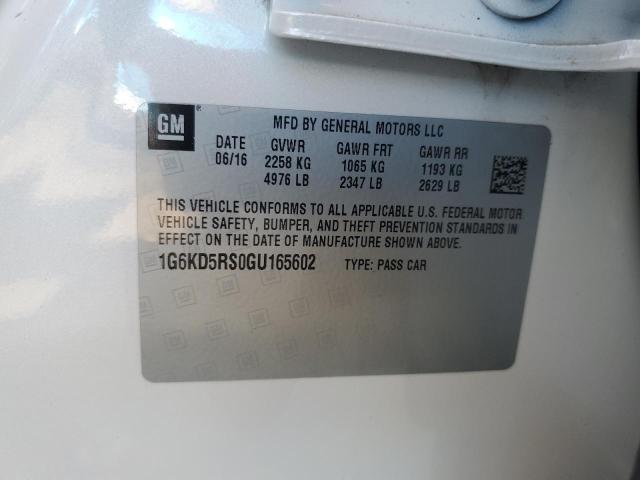 GM ®
MFD BY GENERAL MOTORS LLC
DATE GVWR GAWR FRT GAWR RR
06/16 2258 KG 1065 KG 1193 KG
4976 LB 2347 LB 2629 LB
THIS VEHICLE CONFORMS TO ALL APPLICABLE U.S. FEDERAL MOTOR
VEHICLE SAFETY, BUMPER, AND THEFT PREVENTION STANDARDS IN
EFFECT ON THE DATE OF MANUFACTURE SHOWN ABOVE.
1G6KD5RS0GU165602 TYPE: PASS CAR